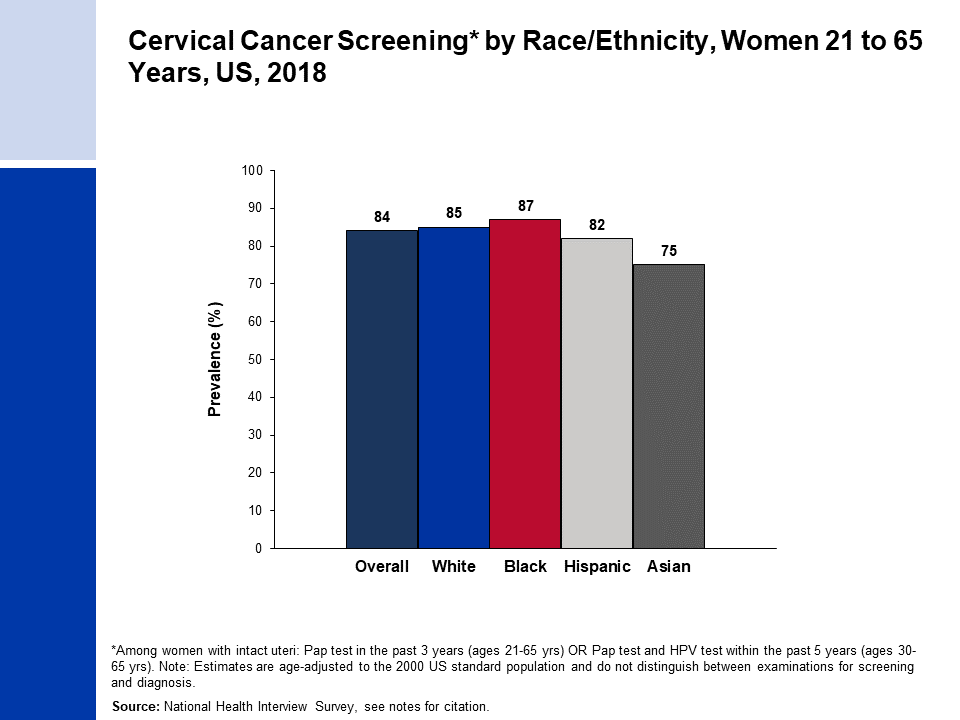 Cervical Cancer Screening* by Race/Ethnicity, Women 21 to 65
Years, US, 2018
100
90
80
70
60
50
40
30
20
10
0
Prevalence (%)
84
85
87
82
75
Overall
White
Black
Hispanic
Asian
*Among women with intact uteri: Pap test in the past 3 years (ages 21-65 yrs) OR Pap test and HPV test within the past 5 years (ages 30-
65 yrs). Note: Estimates are age-adjusted to the 2000 US standard population and do not distinguish between examinations for screening
and diagnosis.
Source: National Health Interview Survey, see notes for citation.